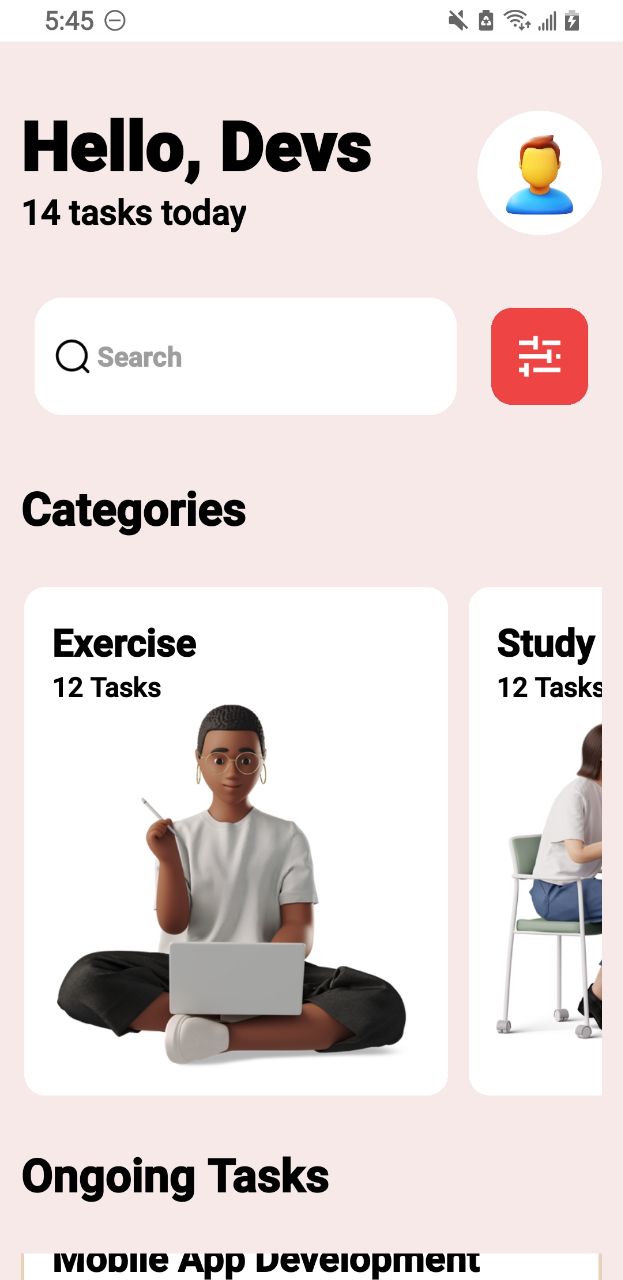 5:45
Hello, Devs
14 tasks today
Search
Categories
Exercise
12 Tasks
Study
12 Tasks
Ongoing Tasks
Mobile App Development